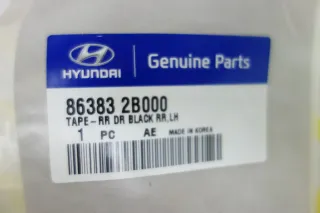 HYUNDAI
Genuine Parts
86383 2B000
TAPE-RR DR BLACK RR,LH
1 PC AE MADE IN KOREA